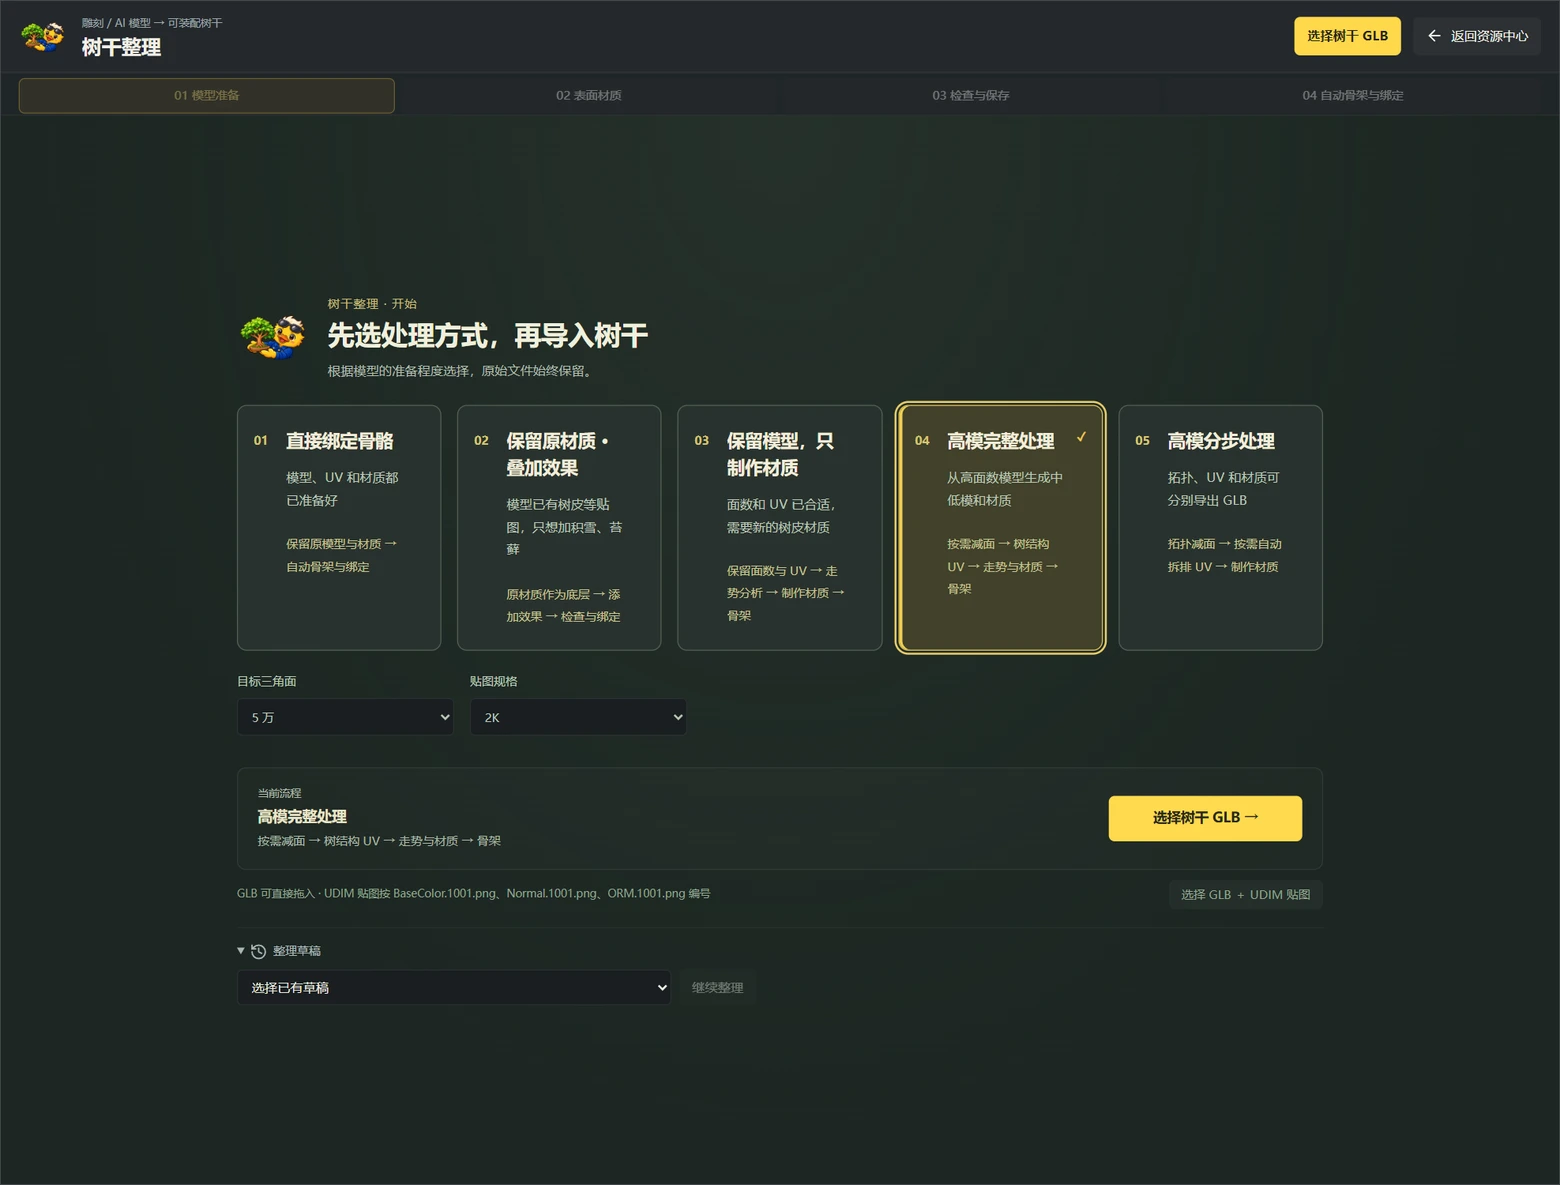 雕刻 / AI 模型 → 可装配树干
树干整理
选择树干 GLB
← 返回资源中心
01 模型准备
02 表面材质
03 检查与保存
04 自动骨架与绑定
树干整理 · 开始
先选处理方式，再导入树干
根据模型的准备程度选择，原始文件始终保留。
01 直接绑定骨骼
模型、UV 和材质都
已准备好
保留原模型与材质 →
自动骨架与绑定
02 保留原材质 •
叠加效果
模型已有树皮等贴
图，只想加积雪、苔
藓
原材质作为底层 → 添
加效果 → 检查与绑定
03 保留模型，只
制作材质
面数和 UV 已合适，
需要新的树皮材质
保留面数与 UV → 走
势分析 → 制作材质 →
骨架
04 高模完整处理 ✓
从高面数模型生成中
低模和材质
按需减面 → 树结构
UV → 走势与材质 →
骨架
05 高模分步处理
拓扑、UV 和材质可
分别导出 GLB
拓扑减面 → 按需自动
拆排 UV → 制作材质
目标三角面
5 万
贴图规格
2K
当前流程
高模完整处理
按需减面 → 树结构 UV → 走势与材质 → 骨架
选择树干 GLB →
GLB 可直接拖入 · UDIM 贴图按 BaseColor.1001.png、Normal.1001.png、ORM.1001.png 编号
选择 GLB + UDIM 贴图
▼ 整理草稿
选择已有草稿
继续整理